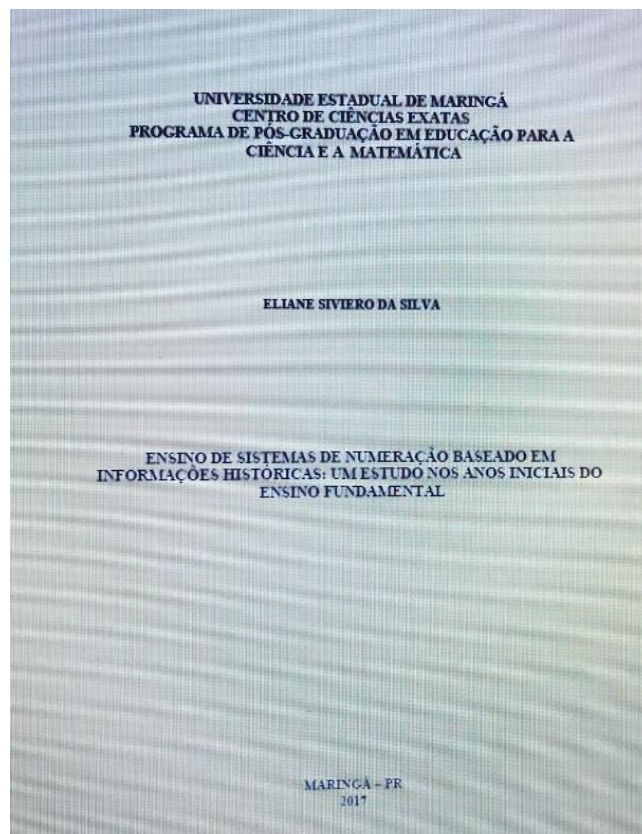 UNIVERSIDADE ESTADUAL DE MARINGÁ
CENTRO DE CIÊNCIAS EXATAS
PROGRAMA DE PÓS-GRADUAÇÃO EM EDUCAÇÃO PARA A
CIÊNCIA E A MATEMÁTICA
ELIANE SIVIERO DA SILVA
ENSINO DE SISTEMAS DE NUMERAÇÃO BASEADO EM
INFORMAÇÕES HISTÓRICAS: UM ESTUDO NOS ANOS INICIAIS DO
ENSINO FUNDAMENTAL
MARINGÁ – PR
2017